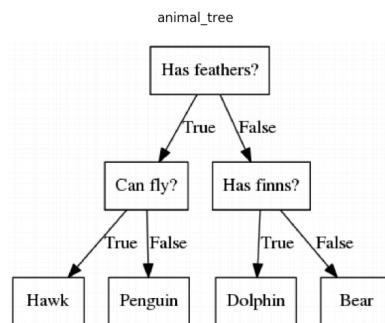 animal_tree
Has feathers?
True False
Can fly? Has finns?
True False True False
Hawk Penguin Dolphin Bear